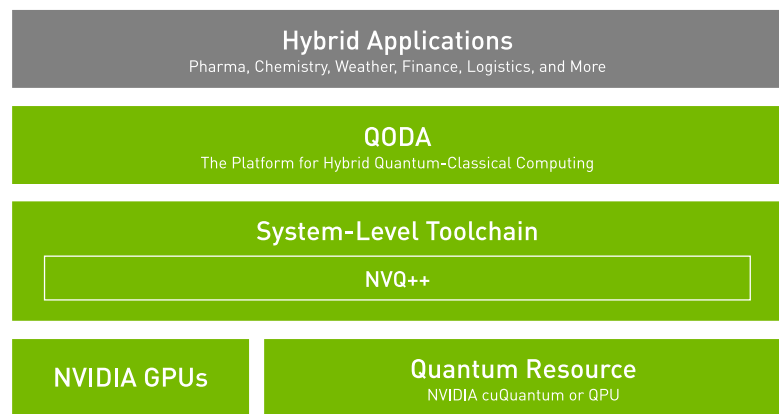 Hybrid Applications
Pharma, Chemistry, Weather, Finance, Logistics, and More
QODA
The Platform for Hybrid Quantum-Classical Computing
System-Level Toolchain
NVQ++
NVIDIA GPUs
Quantum Resource
NVIDIA cuQuantum or QPU